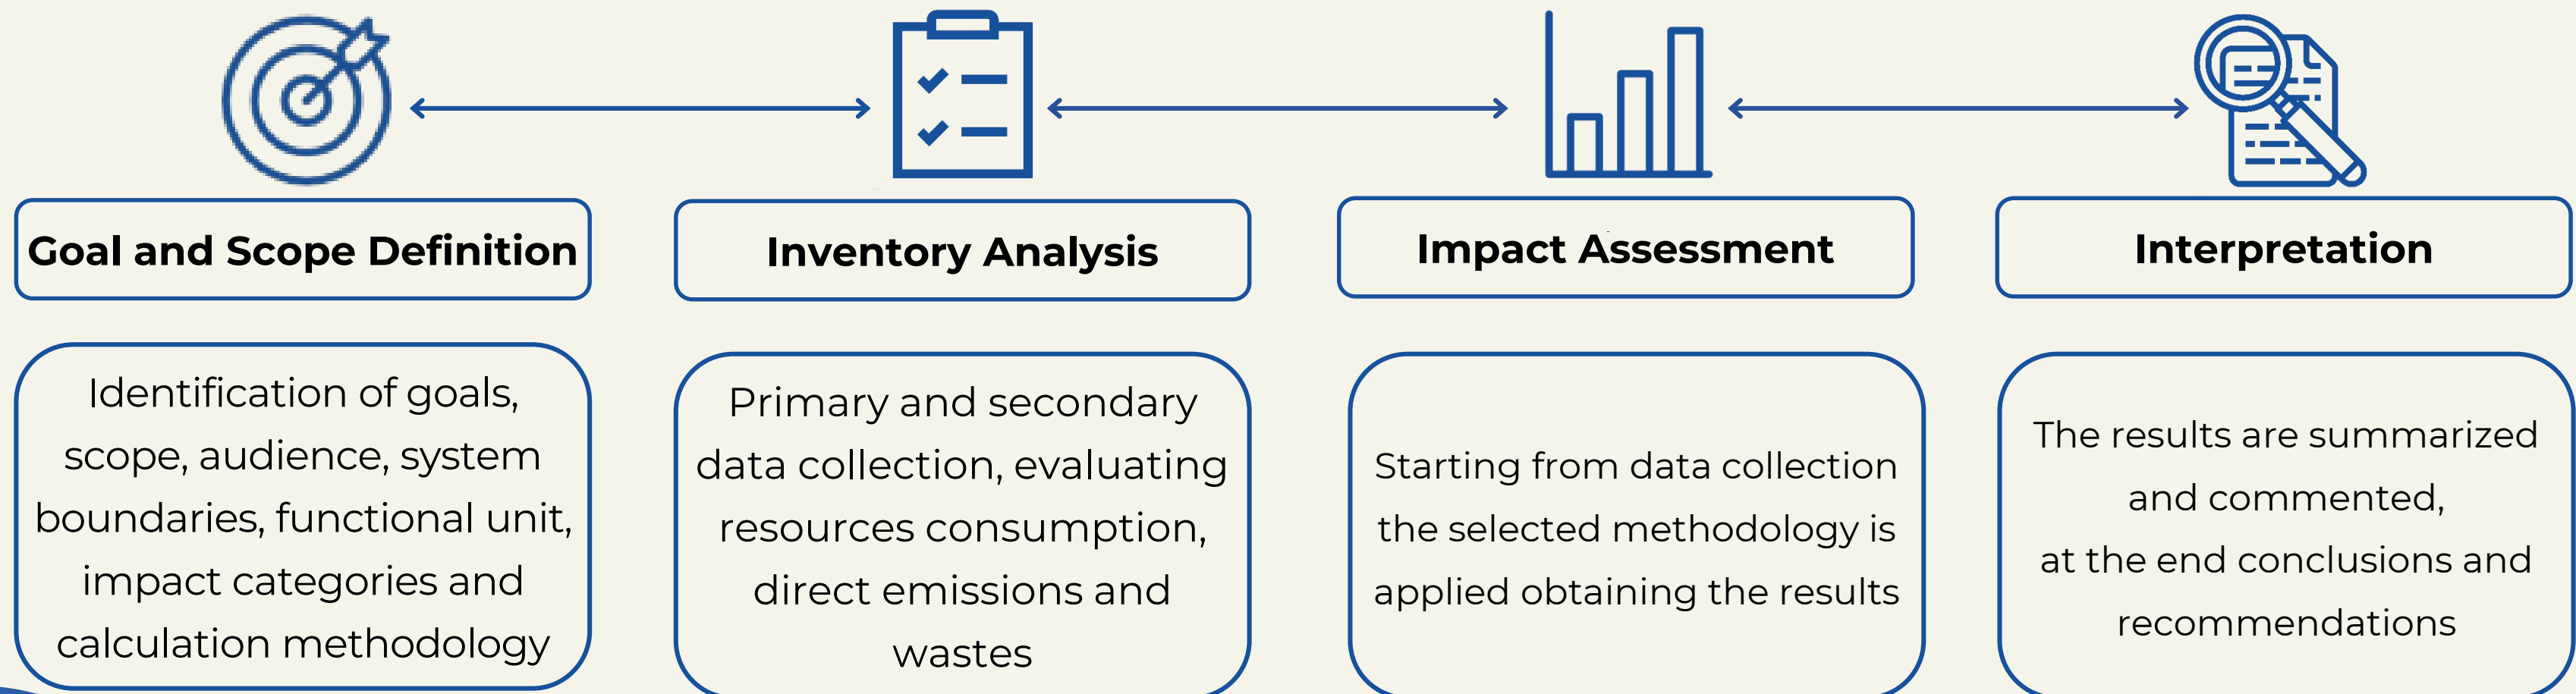 Goal and Scope Definition
Inventory Analysis
Impact Assessment
Interpretation
Identification of goals,
scope, audience, system
boundaries, functional unit,
impact categories and
calculation methodology
Primary and secondary
data collection, evaluating
resources consumption,
direct emissions and
wastes
Starting from data collection
the selected methodology is
applied obtaining the results
The results are summarized
and commented,
at the end conclusions and
recommendations